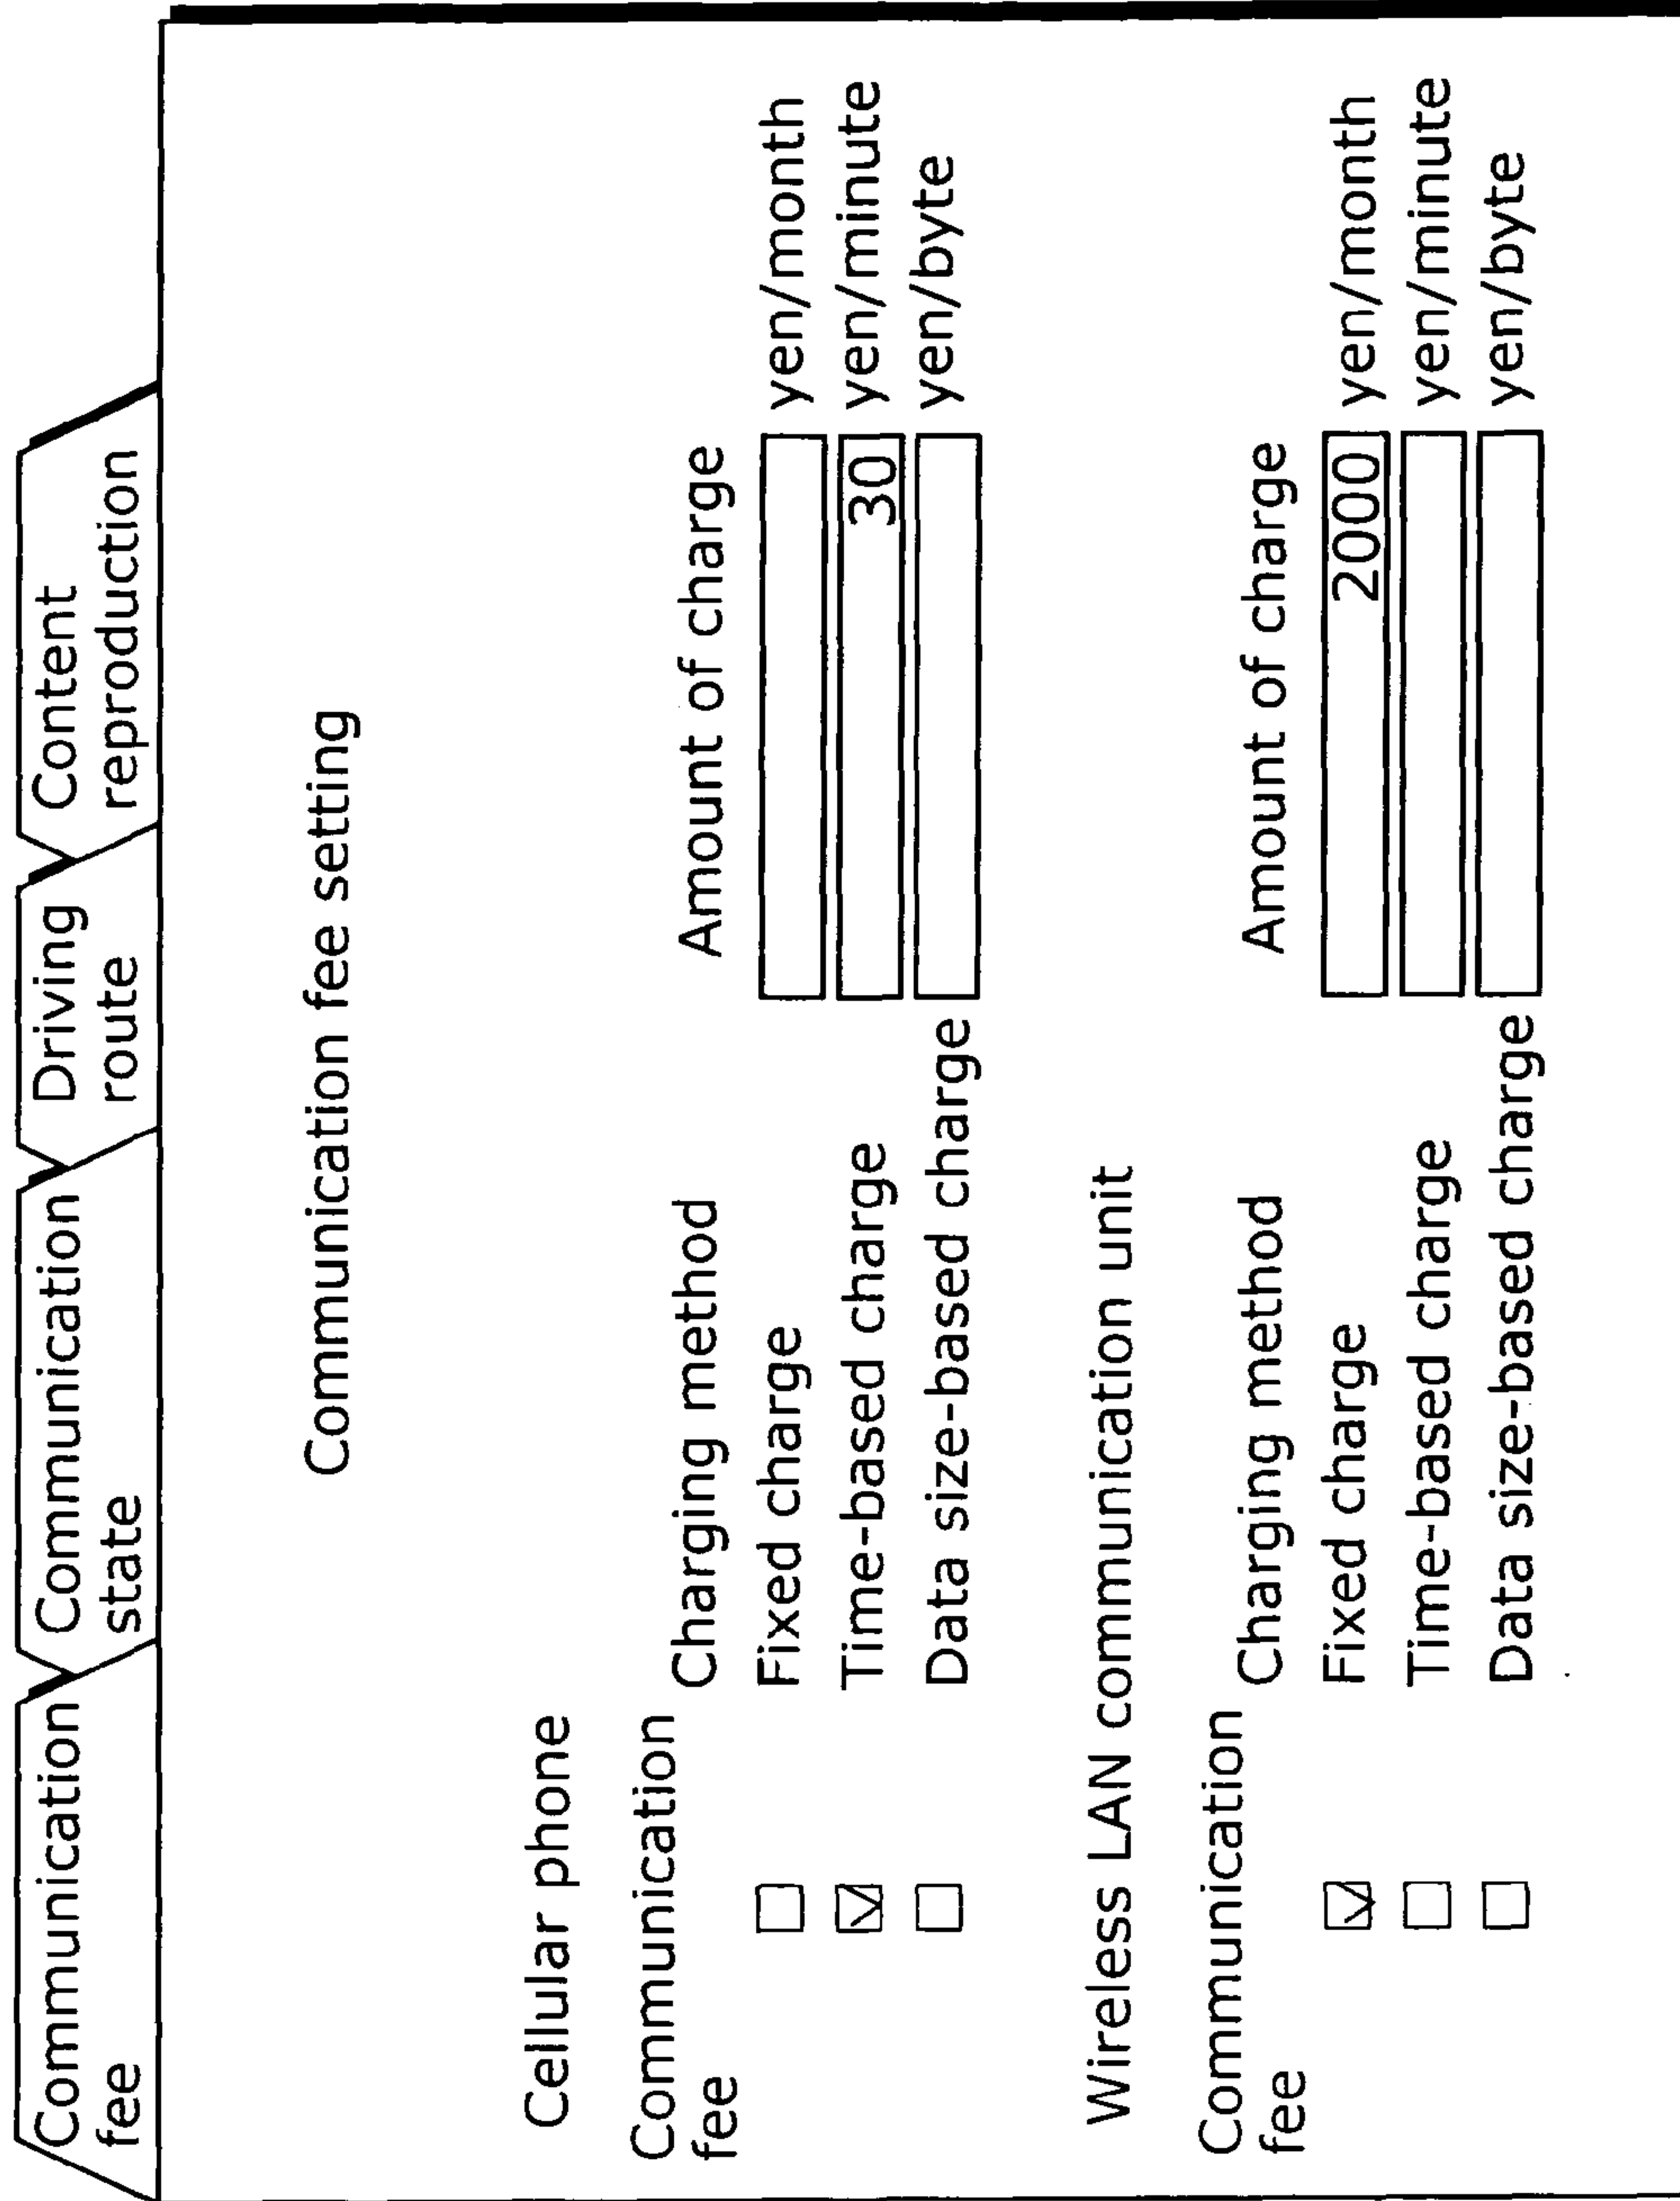 Communication
fee
Communication
state
Driving
route
Content
reproduction
Communication fee setting
Cellular phone
Communication
fee
Charging method
Amount of charge
Fixed charge yen/month
Time-based charge 30 yen/minute
Data size-based charge yen/byte
Wireless LAN communication unit
Communication
fee
Charging method
Amount of charge
Fixed charge 2000 yen/month
Time-based charge yen/minute
Data size-based charge yen/byte